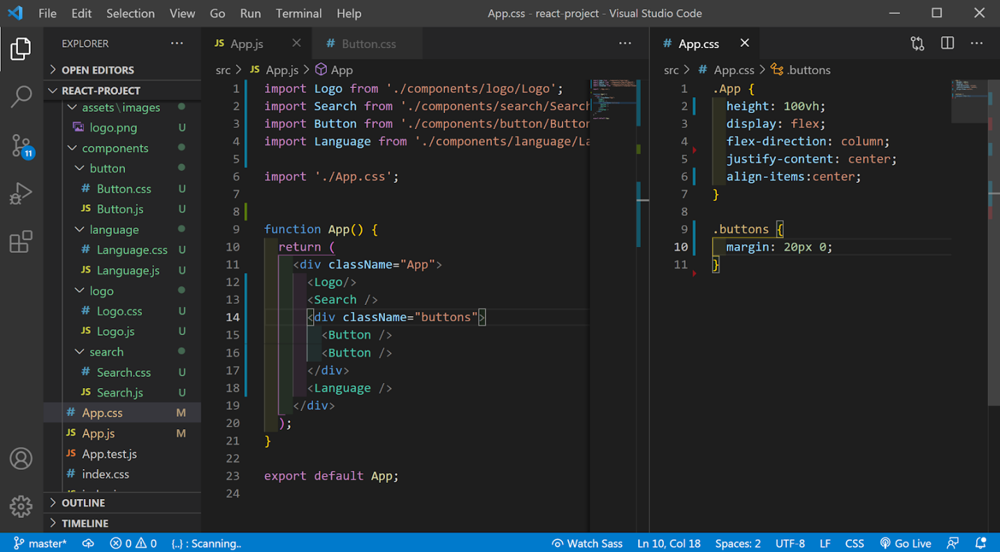 File Edit Selection View Go Run Terminal Help
App.css - react-project - Visual Studio Code
EXPLORER
OPEN EDITORS
REACT-PROJECT
assets\images
logo.png U
components
button
# Button.css U
JS Button.js U
language
# Language.css U
JS Language.js U
logo
# Logo.css U
JS Logo.js U
search
# Search.css U
JS Search.js U
# App.css M
JS App.js M
JS App.test.js
# index.css
OUTLINE
TIMELINE
11
JS App.js
# Button.css
src > JS App.js > App
1 import Logo from './components/logo/Logo';
2 import Search from './components/search/Search
3 import Button from './components/button/Button
4 import Language from './components/language/La
5
6 import './App.css';
7
8
9 function App() {
10 return (
11 <div className="App">
12 <Logo/>
13 <Search />
14 <div className="buttons">
15 <Button />
16 <Button />
17 </div>
18 <Language />
19 </div>
20 );
21 }
22
23 export default App;
24
# App.css
src > # App.css > .buttons
1 .App {
2 height: 100vh;
3 display: flex;
4 flex-direction: column;
5 justify-content: center;
6 align-items:center;
7 }
8
9 .buttons {
10 margin: 20px 0;
11 }
master* 0 0 {..} : Scanning..
Watch Sass Ln 10, Col 18 Spaces: 2 UTF-8 LF CSS Go Live